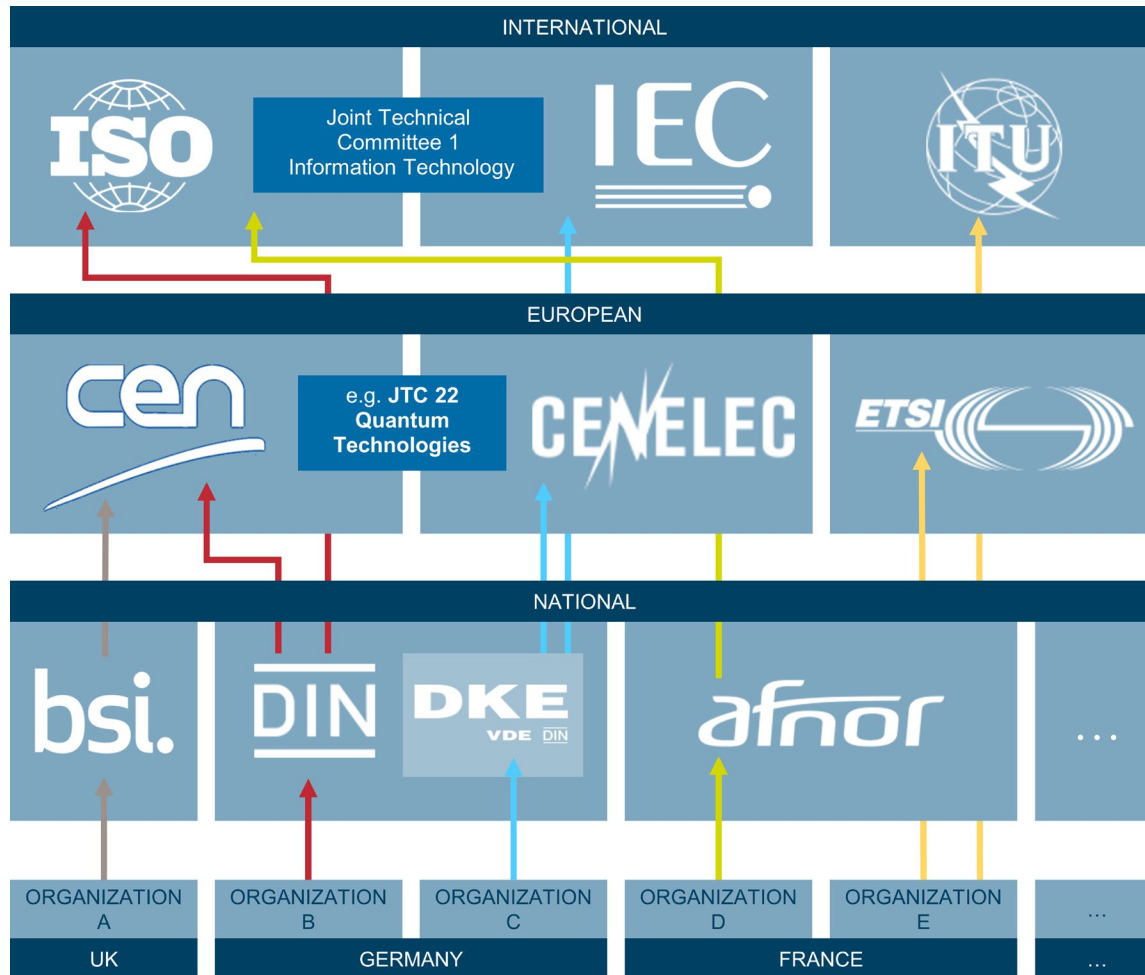 INTERNATIONAL
ISO
Joint Technical
Committee 1
Information Technology
IEC
ITU
EUROPEAN
cen
e.g. JTC 22
Quantum
Technologies
CENELEC
ETSI
NATIONAL
bsi.
DIN
DKE
VDE DIN
afnor
...
ORGANIZATION
A
ORGANIZATION
B
ORGANIZATION
C
ORGANIZATION
D
ORGANIZATION
E
...
UK
GERMANY
FRANCE
...